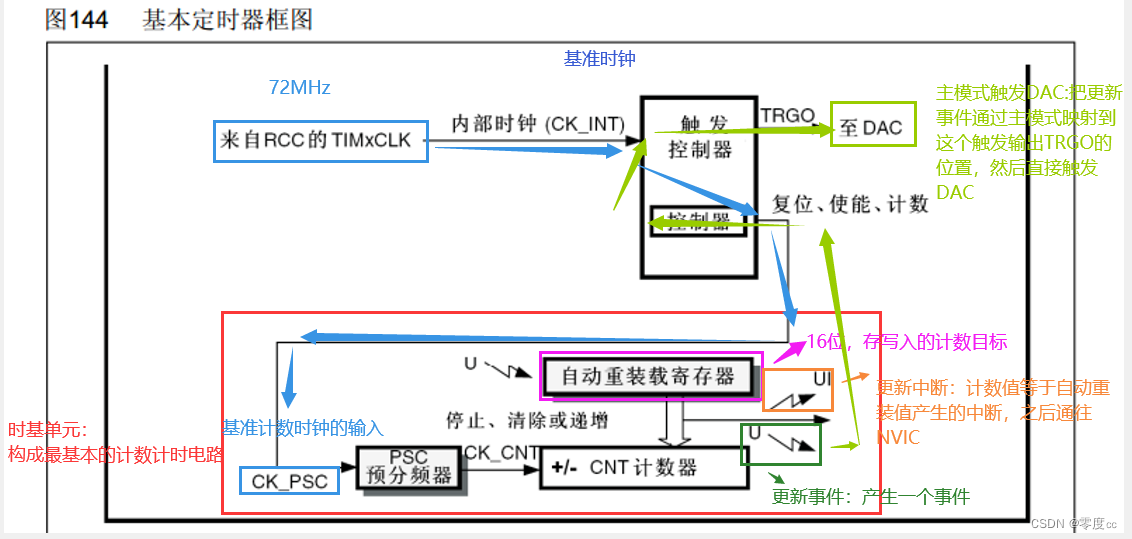 图144 基本定时器框图
基准时钟
72MHz
来自RCC的TIMxCLK
内部时钟 (CK_INT)
触发
控制器
TRGO
至DAC
主模式触发DAC:把更新
事件通过主模式映射到
这个触发输出TRGO的
位置，然后直接触发
DAC
控制器
复位、使能、计数
16位，存写入的计数目标
U
自动重装载寄存器
UI
更新中断：计数值等于自动重
装值产生的中断，之后通往
NVIC
停止、清除或递增
U
时基单元：
构成最基本的计数计时电路
基准计数时钟的输入
CK_PSC
PSC
预分频器
CK_CNT
+/- CNT 计数器
更新事件：产生一个事件
CSDN @零度cc